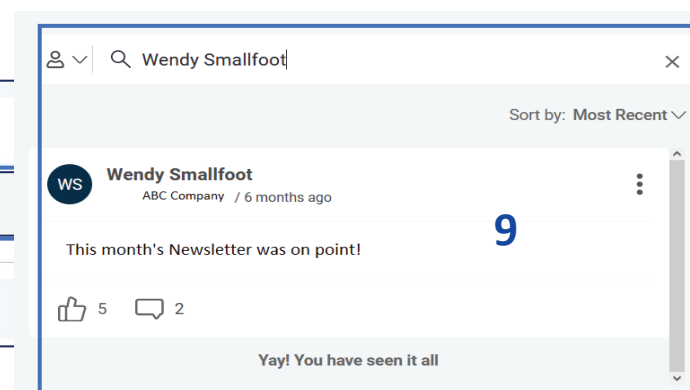 Wendy Smallfoot
Sort by: Most Recent
WS
Wendy Smallfoot
ABC Company / 6 months ago
9
This month's Newsletter was on point!
5 2
Yay! You have seen it all